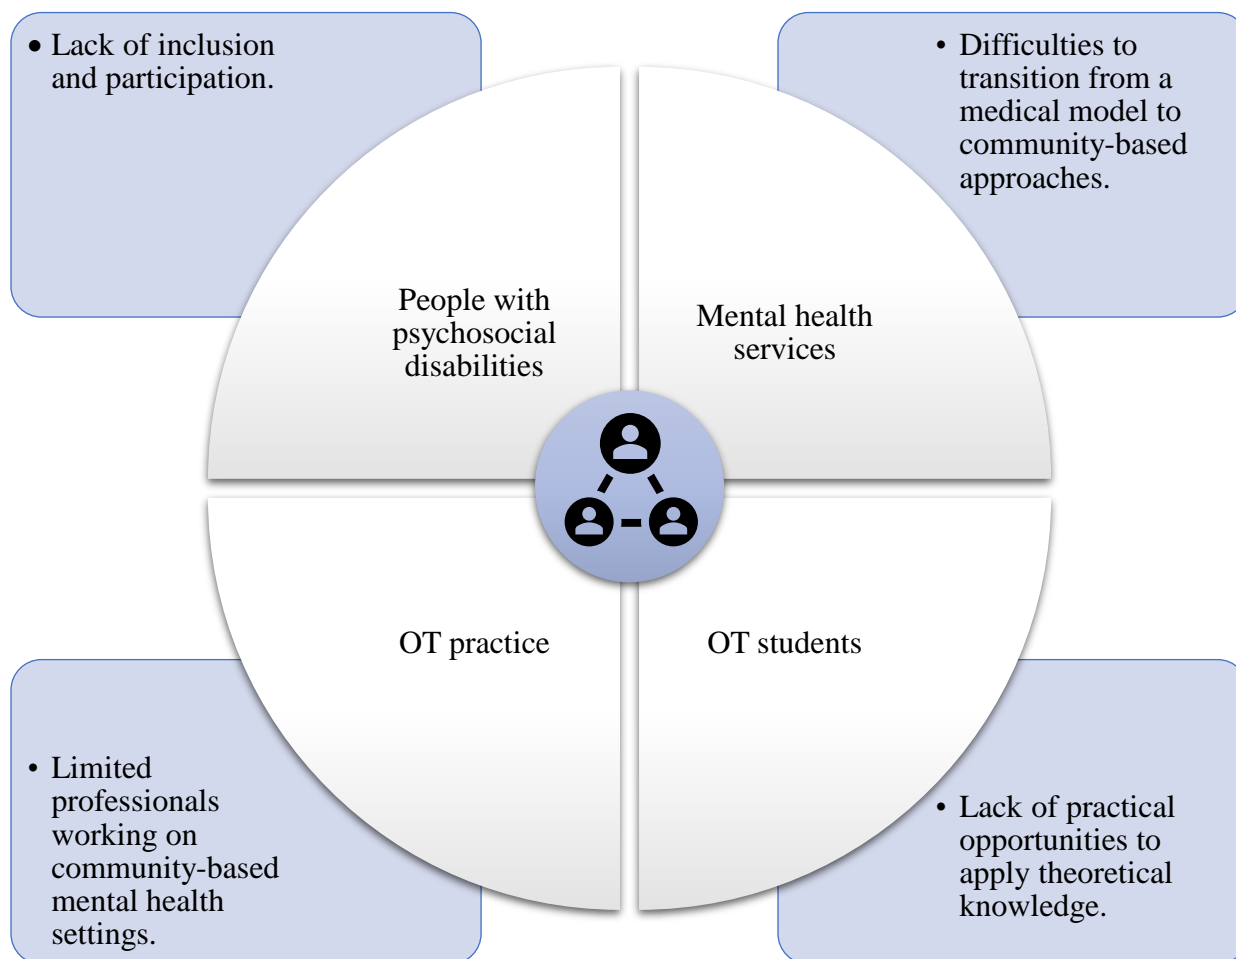 • Lack of inclusion
and participation.
• Difficulties to
transition from a
medical model to
community-based
approaches.
People with
psychosocial
disabilities
Mental health
services
OT practice
OT students
• Limited
professionals
working on
community-based
mental health
settings.
• Lack of practical
opportunities to
apply theoretical
knowledge.